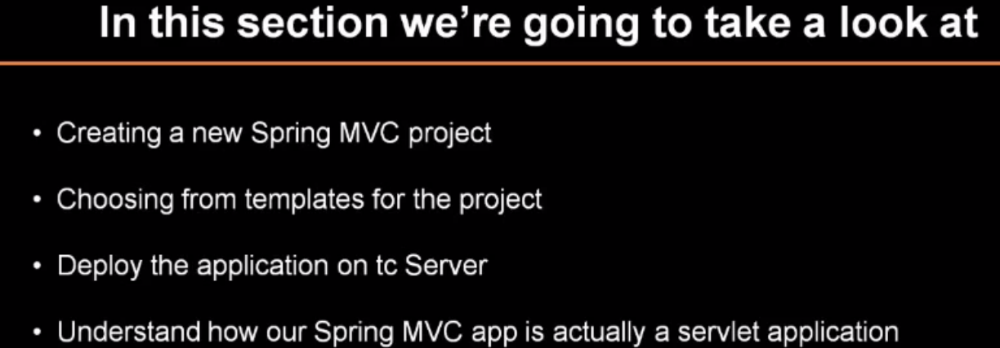 In this section we're going to take a look at
• Creating a new Spring MVC project
• Choosing from templates for the project
• Deploy the application on tc Server
• Understand how our Spring MVC app is actually a servlet application